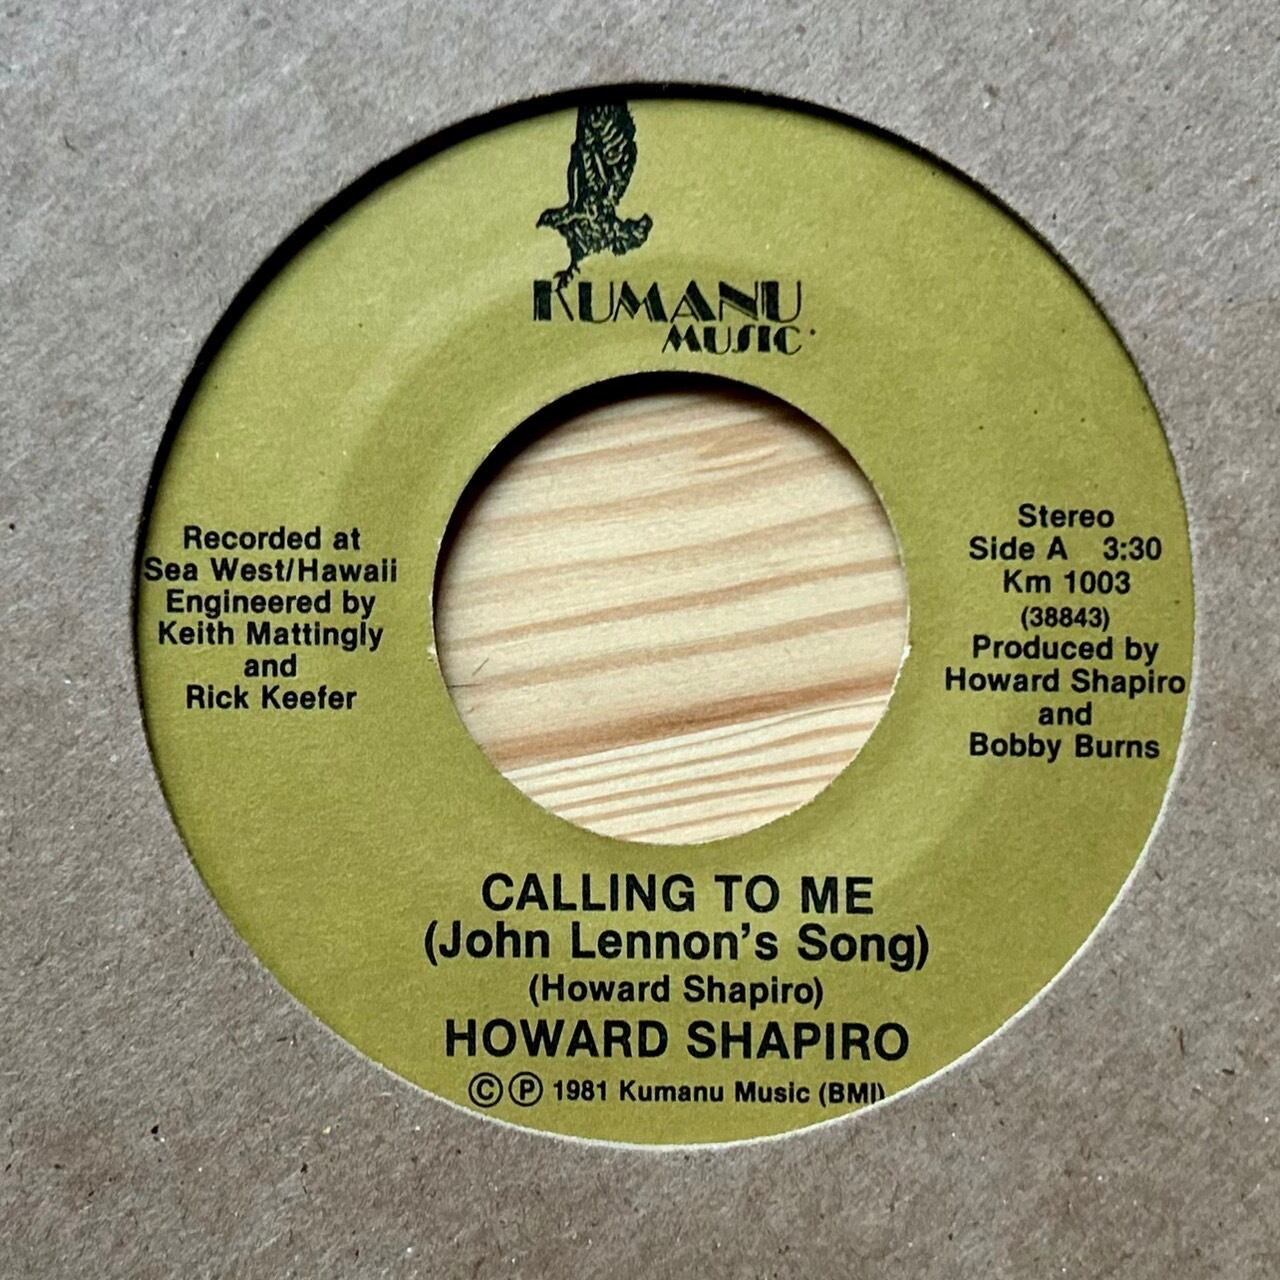 KUMANU
MUSIC
Recorded at
Sea West/Hawaii
Engineered by
Keith Mattingly
and
Rick Keefer
Stereo
Side A 3:30
Km 1003
(38843)
Produced by
Howard Shapiro
and
Bobby Burns
CALLING TO ME
(John Lennon's Song)
(Howard Shapiro)
HOWARD SHAPIRO
© ℗ 1981 Kumanu Music (BMI)